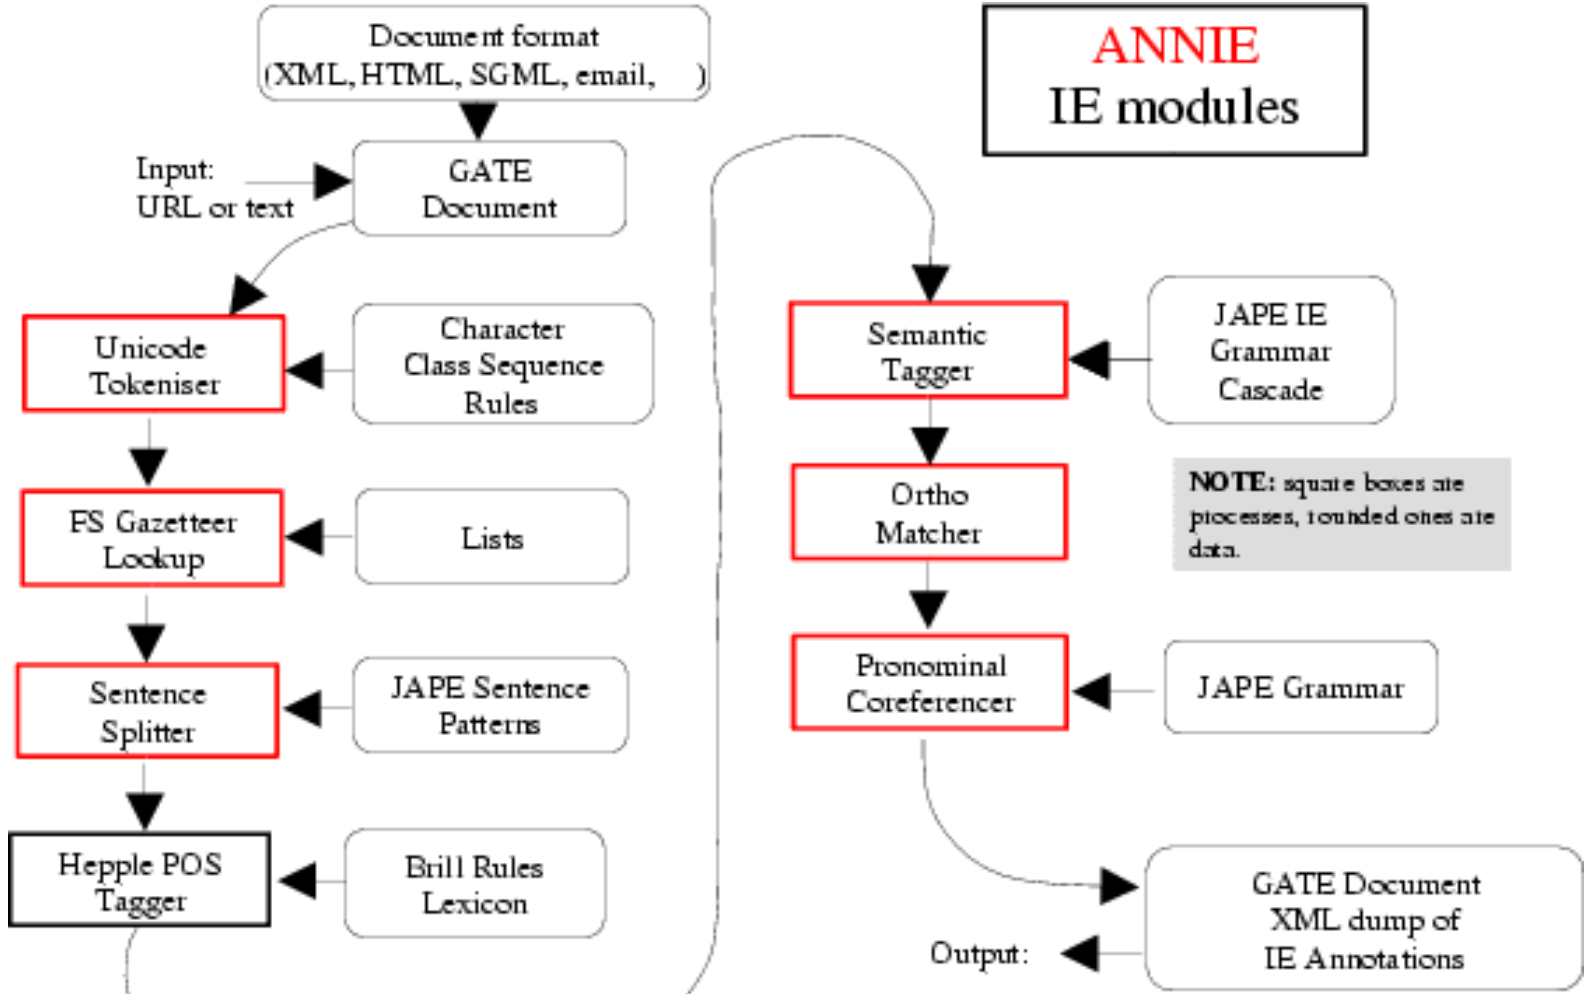 Document format
(XML, HTML, SGML, email, )
ANNIE
IE modules
Input:
URL or text
GATE
Document
Unicode
Tokeniser
Character
Class Sequence
Rules
FS Gazetteer
Lookup
Lists
Sentence
Splitter
JAPE Sentence
Patterns
Hepple POS
Tagger
Brill Rules
Lexicon
Semantic
Tagger
JAPE IE
Grammar
Cascade
Ortho
Matcher
NOTE: square boxes are
processes, rounded ones are
data.
Pronominal
Coreferencer
JAPE Grammar
GATE Document
XML dump of
IE Annotations
Output: